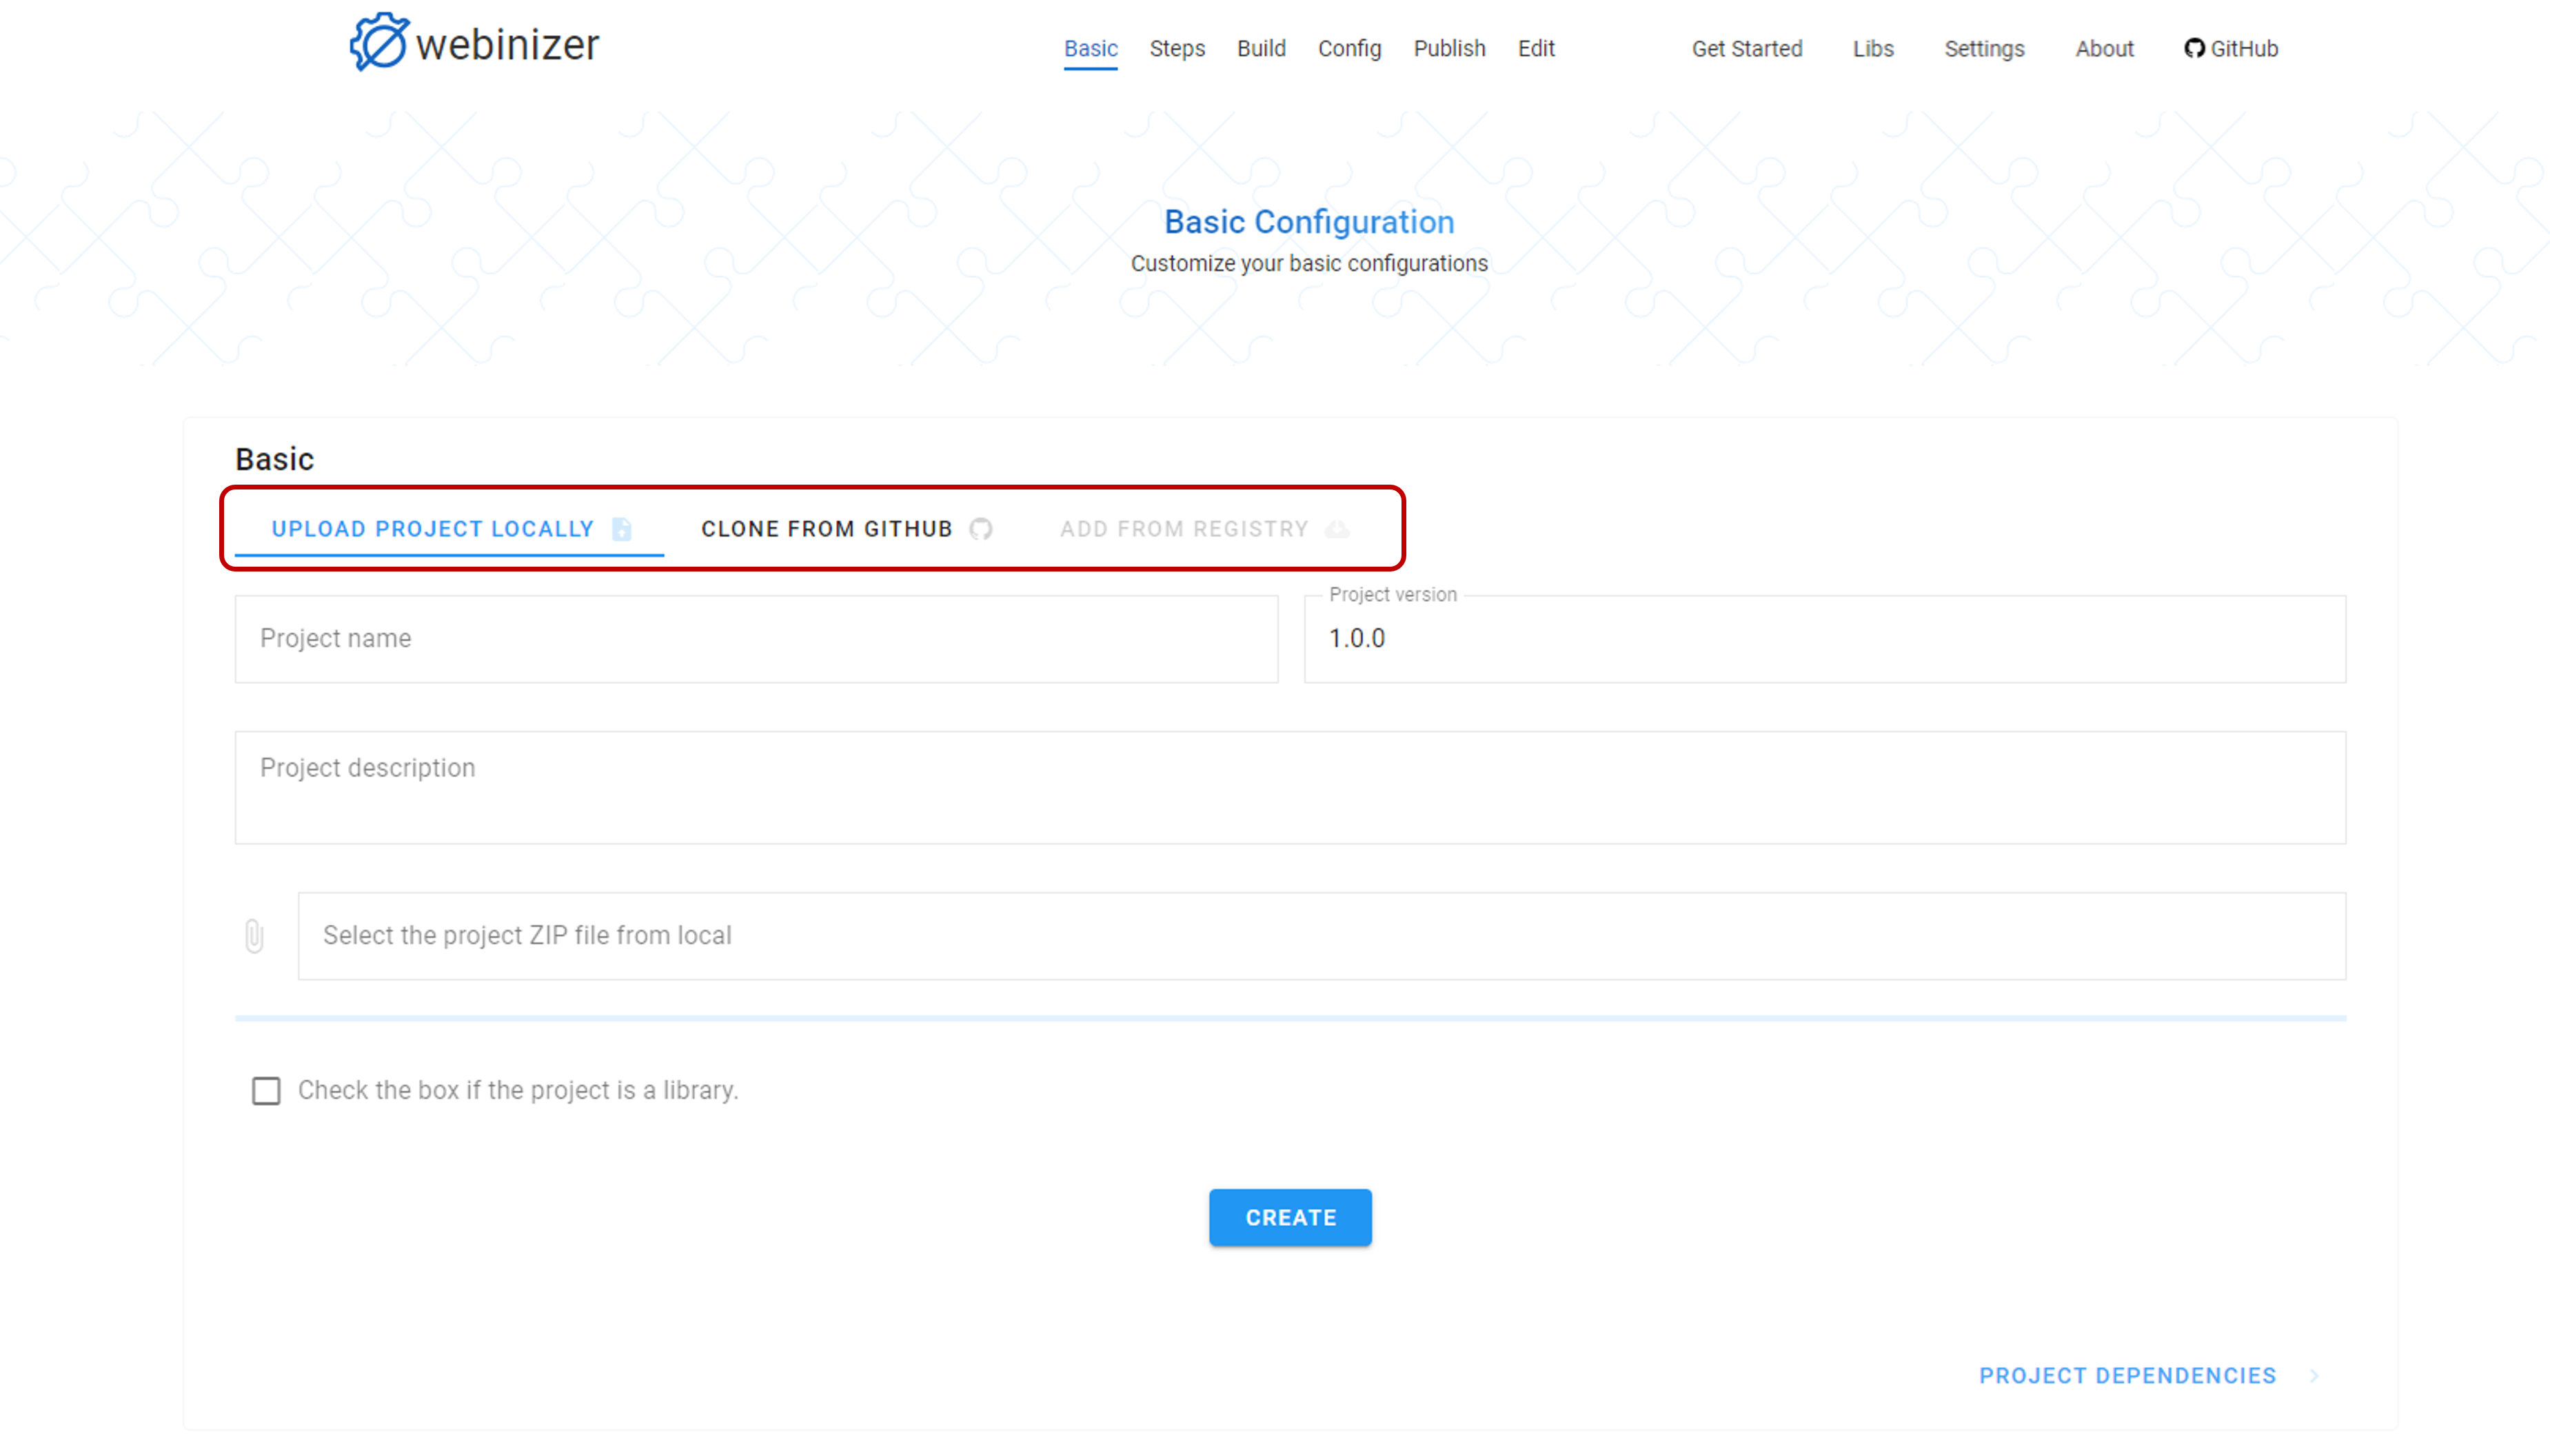 webinizer
Basic Steps Build Config Publish Edit Get Started Libs Settings About GitHub
Basic Configuration
Customize your basic configurations
Basic
UPLOAD PROJECT LOCALLY CLONE FROM GITHUB ADD FROM REGISTRY
Project version
Project name 1.0.0
Project description
Select the project ZIP file from local
Check the box if the project is a library.
CREATE
PROJECT DEPENDENCIES